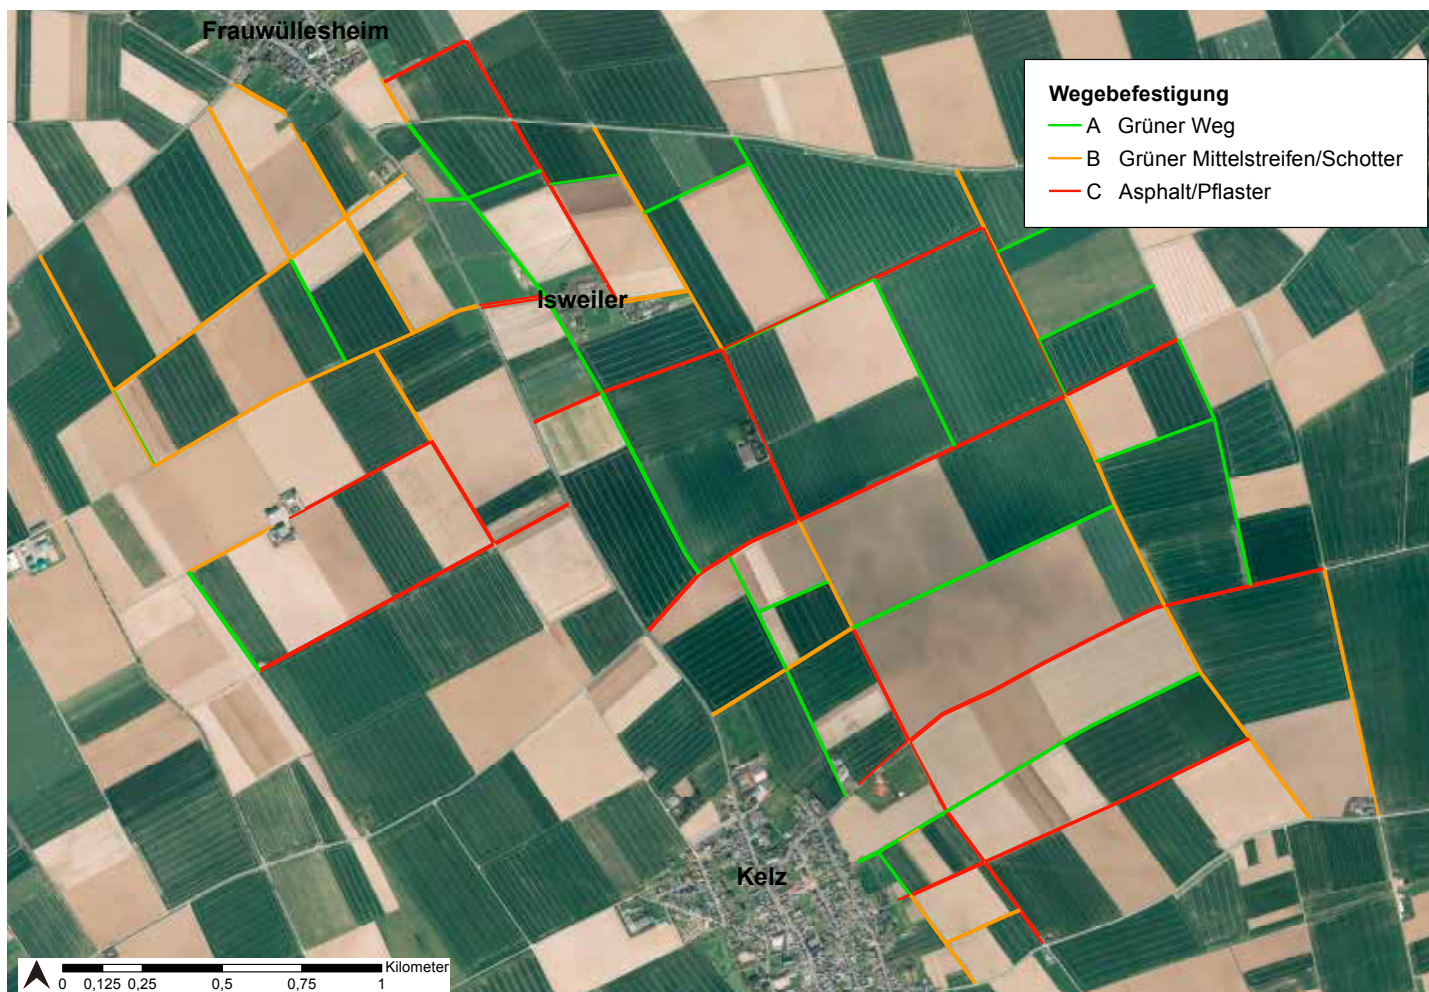 Frauwüllesheim
Wegebefestigung
A Grüner Weg
B Grüner Mittelstreifen/Schotter
C Asphalt/Pflaster
Isweiler
Kelz
Kilometer
0 0,125 0,25 0,5 0,75 1